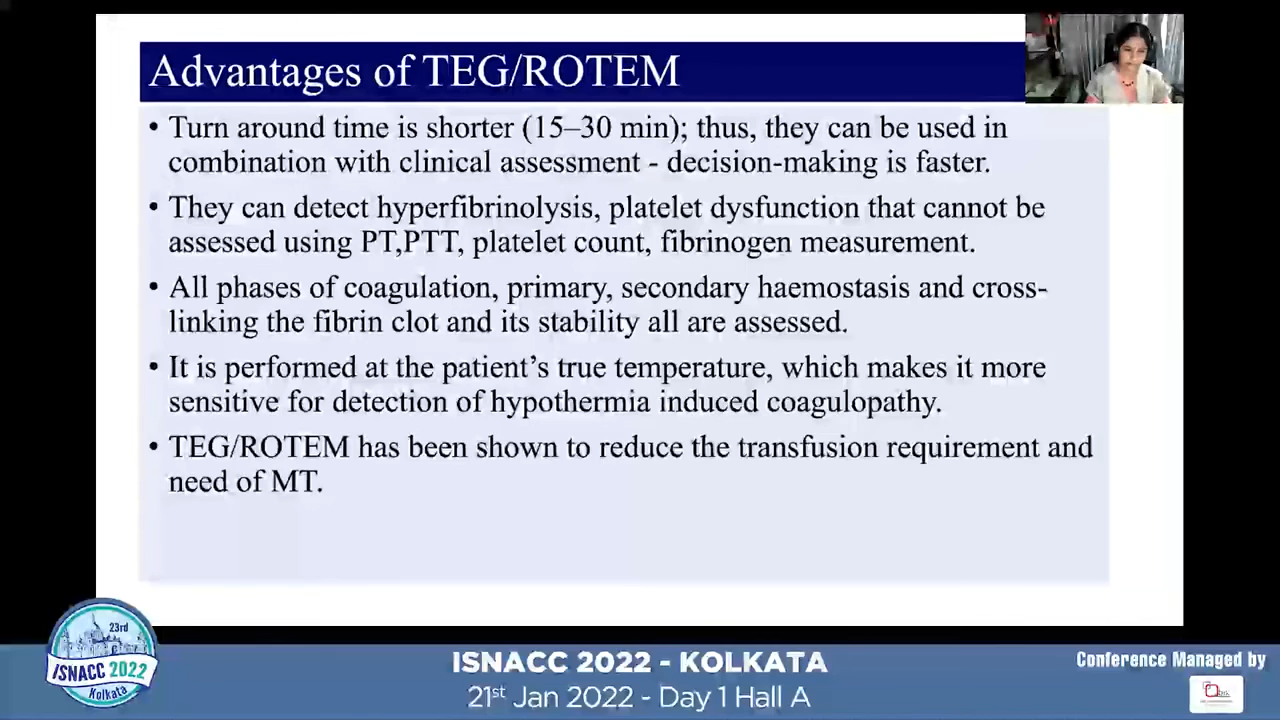 Advantages of TEG/ROTEM
• Turn around time is shorter (15–30 min); thus, they can be used in
combination with clinical assessment - decision-making is faster.
• They can detect hyperfibrinolysis, platelet dysfunction that cannot be
assessed using PT,PTT, platelet count, fibrinogen measurement.
• All phases of coagulation, primary, secondary haemostasis and cross-
linking the fibrin clot and its stability all are assessed.
• It is performed at the patient’s true temperature, which makes it more
sensitive for detection of hypothermia induced coagulopathy.
• TEG/ROTEM has been shown to reduce the transfusion requirement and
need of MT.
23rd
ISNACC 2022
Kolkata
ISNACC 2022 - KOLKATA
21st Jan 2022 - Day 1 Hall A
Conference Managed by